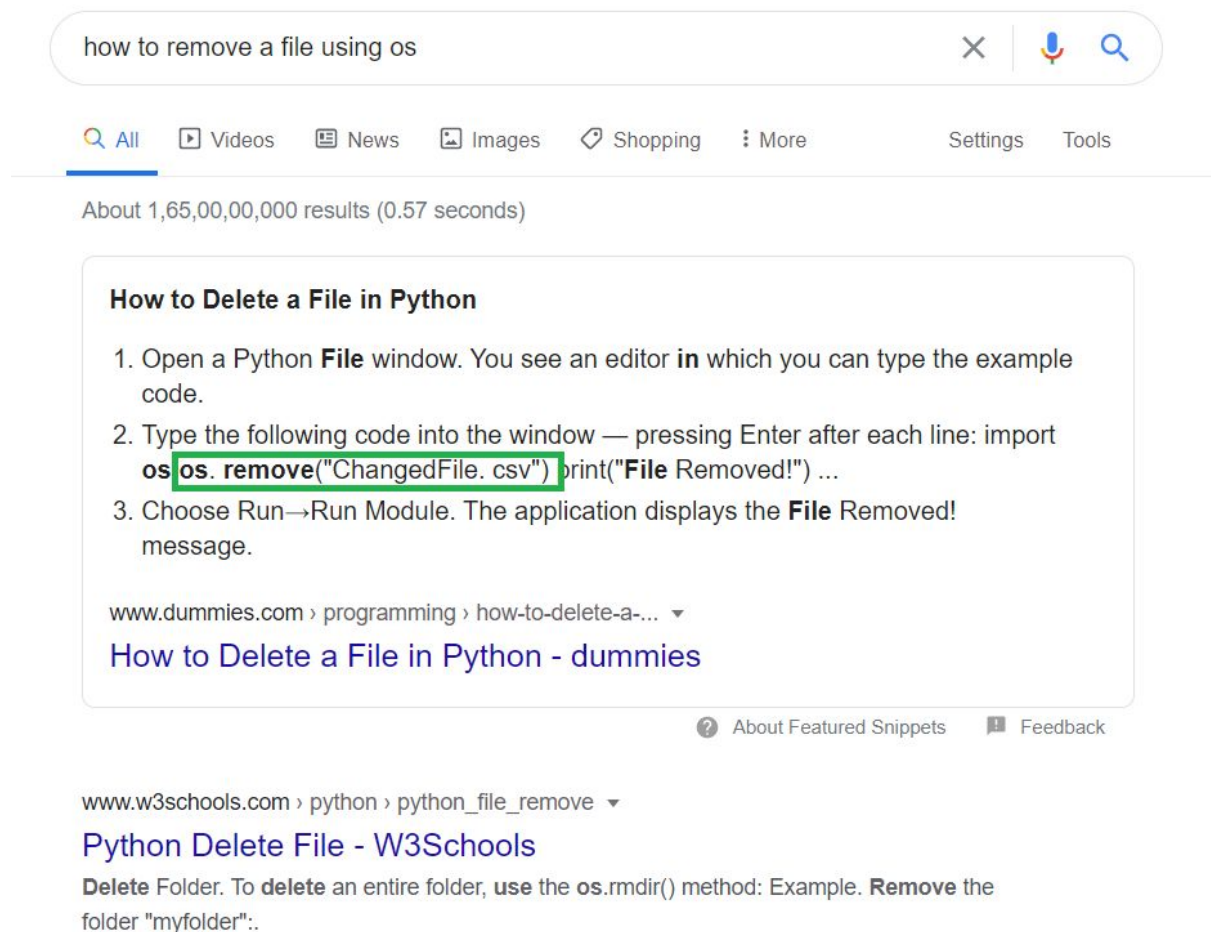 how to remove a file using os
All Videos News Images Shopping More Settings Tools
About 1,65,00,00,000 results (0.57 seconds)
How to Delete a File in Python
1. Open a Python File window. You see an editor in which you can type the example
code.
2. Type the following code into the window — pressing Enter after each line: import
os os. remove("ChangedFile. csv") print("File Removed!") ...
3. Choose Run→Run Module. The application displays the File Removed!
message.
www.dummies.com › programming › how-to-delete-a-...
How to Delete a File in Python - dummies
About Featured Snippets Feedback
www.w3schools.com › python › python_file_remove
Python Delete File - W3Schools
Delete Folder. To delete an entire folder, use the os.rmdir() method: Example. Remove the
folder "myfolder":.